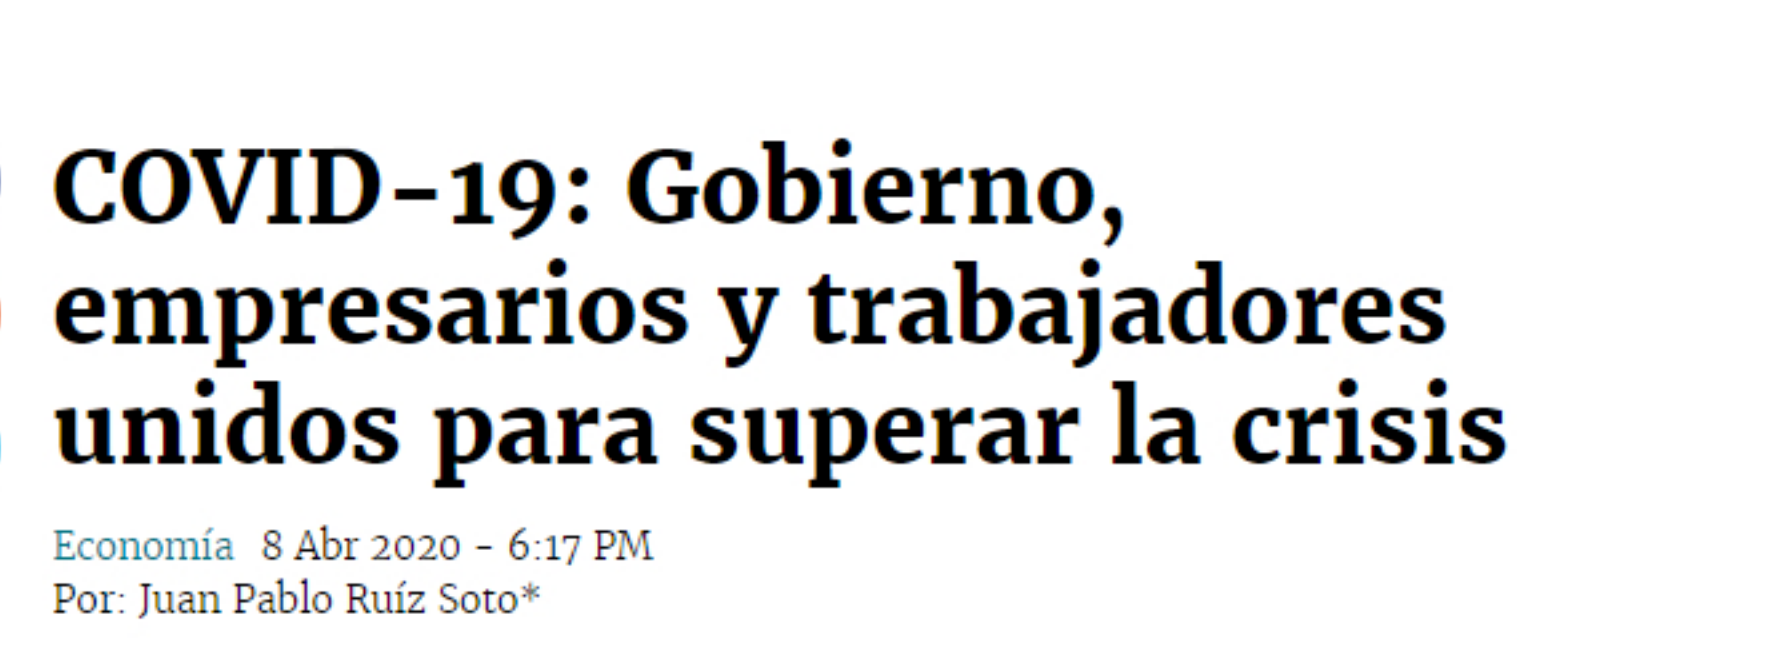 COVID-19: Gobierno,
empresarios y trabajadores
unidos para superar la crisis
Economía 8 Abr 2020 - 6:17 PM
Por: Juan Pablo Ruíz Soto*